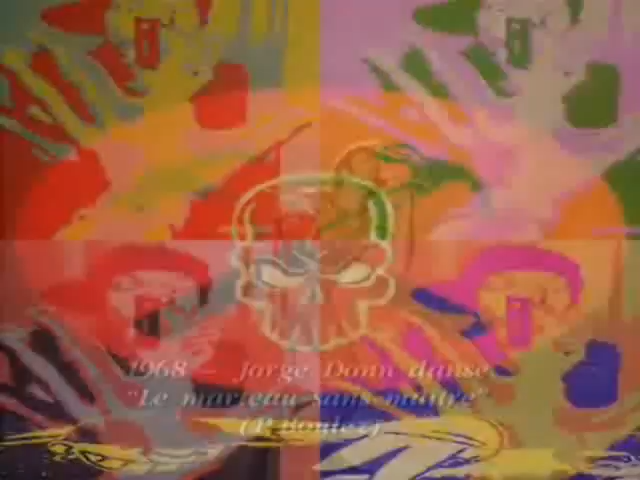 1968 - Jorge Donn danse
"Le marteau sans maître"
(P. Boulez)